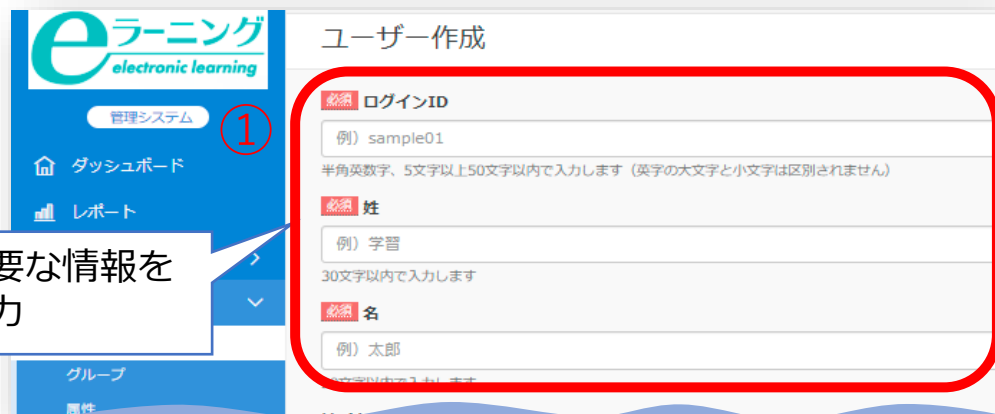 eラーニング
electronic learning
管理システム
①
ダッシュボード
レポート
要な情報を
力
グループ
属性
ユーザー作成
必須 ログインID
例）sample01
半角英数字、5文字以上50文字以内で入力します（英字の大文字と小文字は区別されません）
必須 姓
例）学習
30文字以内で入力します
必須 名
例）太郎